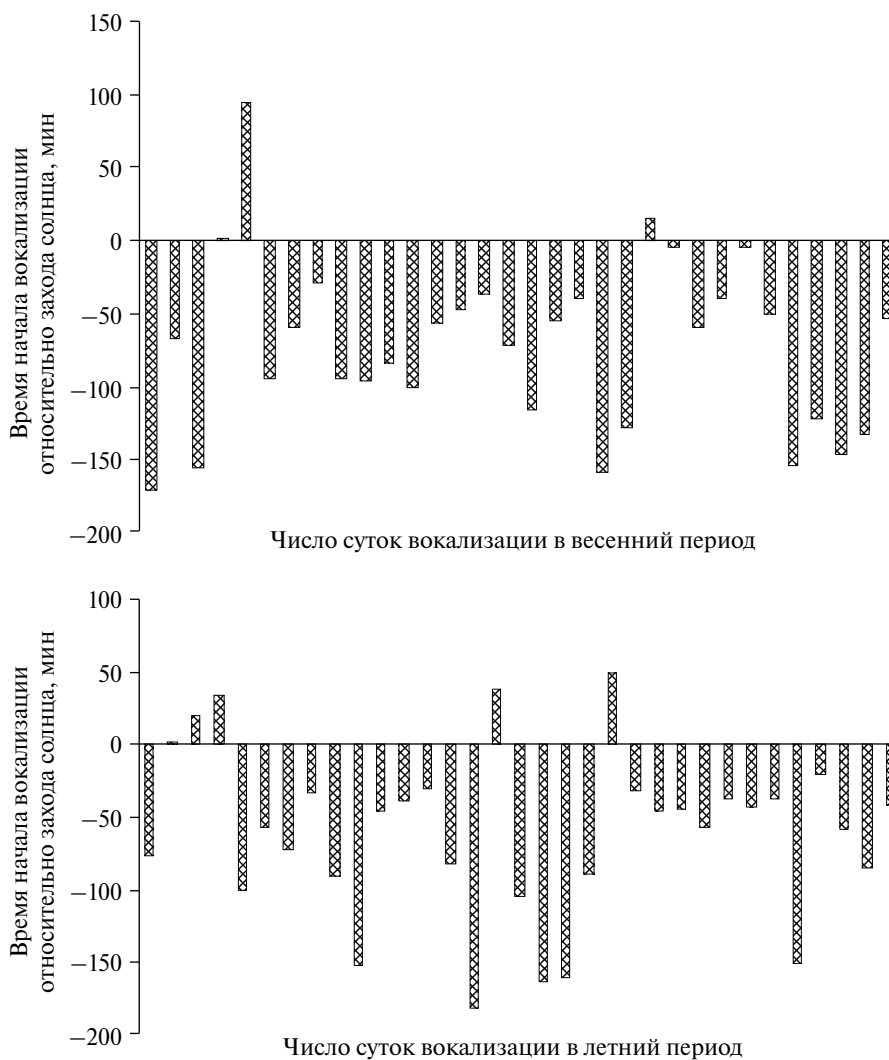 Время начала вокализации
относительно захода солнца, мин
150
100
50
0
−50
−100
−150
−200
Число суток вокализации в весенний период
Время начала вокализации
относительно захода солнца, мин
100
50
0
−50
−100
−150
−200
Число суток вокализации в летний период